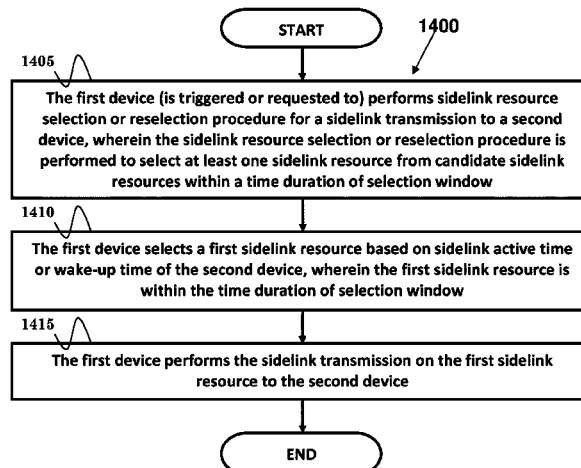 START
1400
1405
The first device (is triggered or requested to) performs sidelink resource
selection or reselection procedure for a sidelink transmission to a second
device, wherein the sidelink resource selection or reselection procedure is
performed to select at least one sidelink resource from candidate sidelink
resources within a time duration of selection window
1410
The first device selects a first sidelink resource based on sidelink active time
or wake-up time of the second device, wherein the first sidelink resource is
within the time duration of selection window
1415
The first device performs the sidelink transmission on the first sidelink
resource to the second device
END